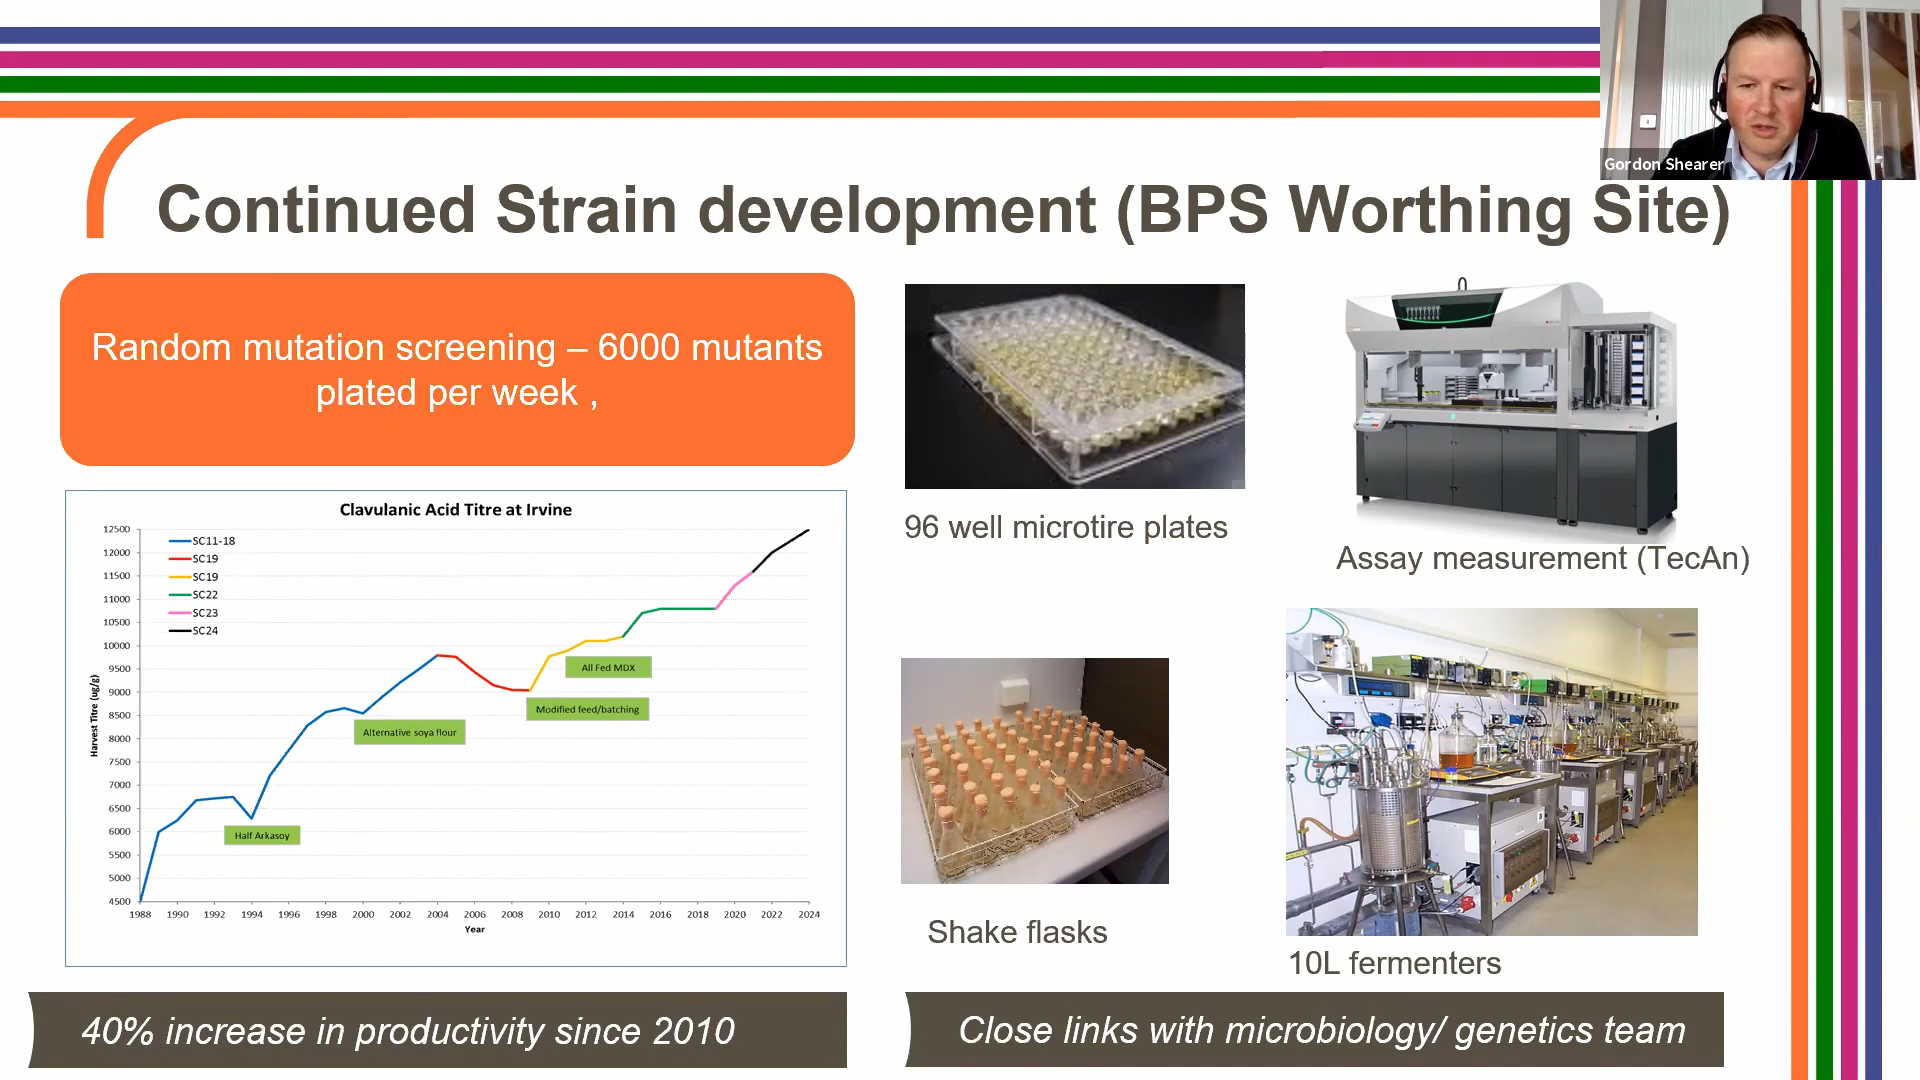 Gordon Shearer
Continued Strain development (BPS Worthing Site)
Random mutation screening – 6000 mutants
plated per week ,
Clavulanic Acid Titre at Irvine
12500
12000
11500
11000
10500
10000
9500
9000
8500
8000
7500
7000
6500
6000
5500
5000
4500
Harvest Titre (ug/g)
SC11-18
SC19
SC19
SC22
SC23
SC24
All Fed MDX
Modified feed/batching
Alternative soya flour
Half Arkasoy
1988 1990 1992 1994 1996 1998 2000 2002 2004 2006 2008 2010 2012 2014 2016 2018 2020 2022 2024
Year
40% increase in productivity since 2010
96 well microtire plates
Assay measurement (TecAn)
Shake flasks
10L fermenters
Close links with microbiology/ genetics team